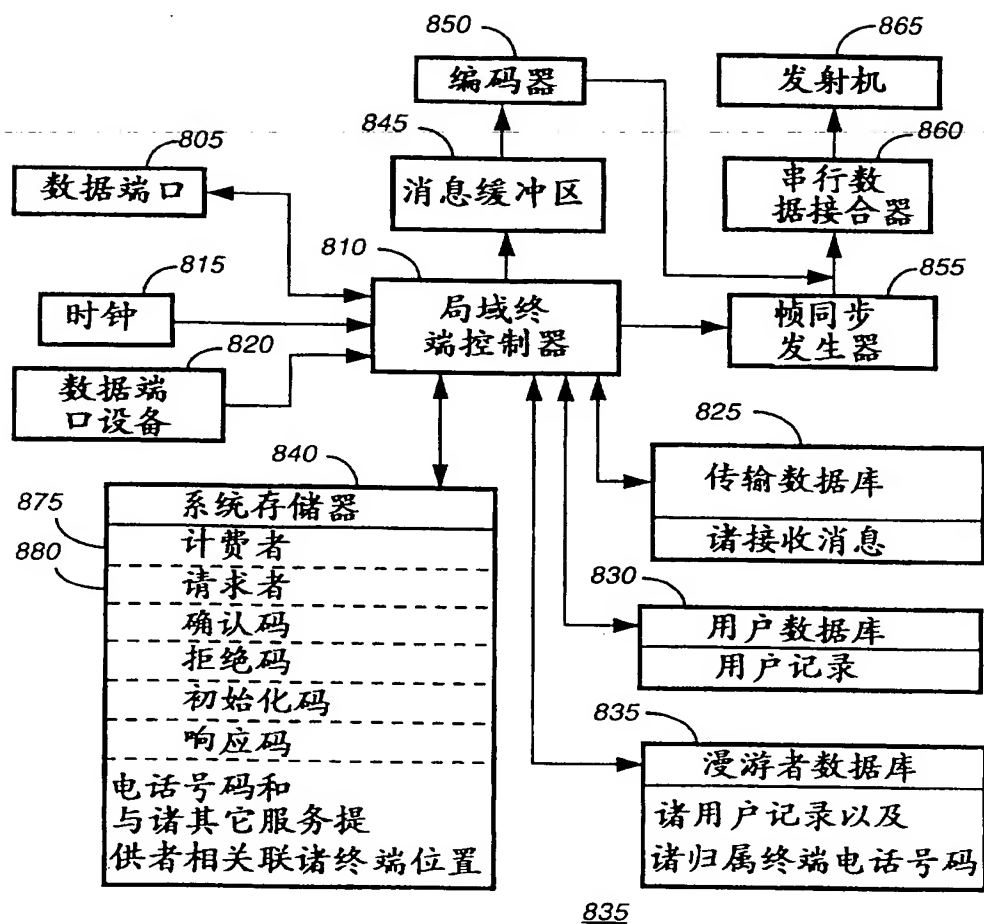 850
编码器
865
发射机
845
消息缓冲区
860
串行数
据接合器
805
数据端口
810
局域终
端控制器
855
帧同步
发生器
815
时钟
820
数据端
口设备
825
传输数据库
诸接收消息
840
系统存储器
875
计费者
880
请求者
确认码
拒绝码
初始化码
响应码
电话号码和
与诸其它服务提
供者相关联诸终端位置
830
用户数据库
用户记录
835
漫游者数据库
诸用户记录以及
诸归属终端电话号码
835